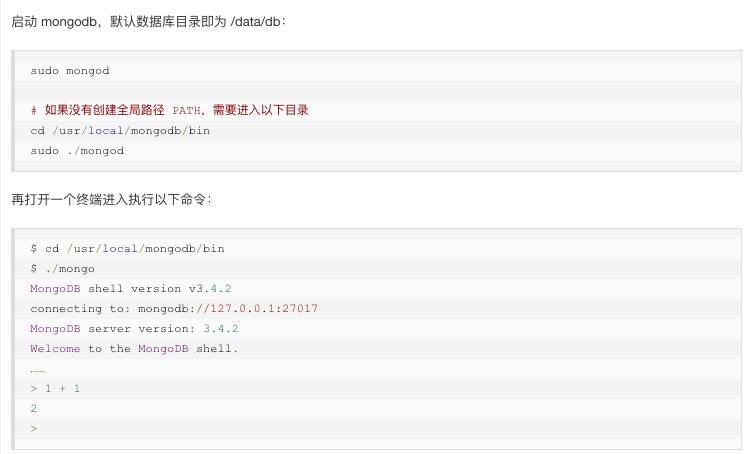 启动 mongodb，默认数据库目录即为 /data/db：
sudo mongod
# 如果没有创建全局路径 PATH，需要进入以下目录
cd /usr/local/mongodb/bin
sudo ./mongod
再打开一个终端进入执行以下命令：
$ cd /usr/local/mongodb/bin
$ ./mongo
MongoDB shell version v3.4.2
connecting to: mongodb://127.0.0.1:27017
MongoDB server version: 3.4.2
Welcome to the MongoDB shell.
……
> 1 + 1
2
>